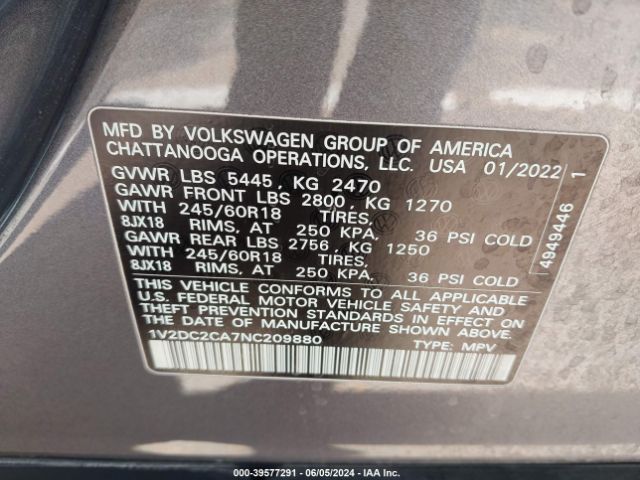 MFD BY VOLKSWAGEN GROUP OF AMERICA
CHATTANOOGA OPERATIONS, LLC. USA 01/2022
GVWR LBS 5445, KG 2470
GAWR FRONT LBS 2800, KG 1270
WITH 245/60R18 TIRES,
8JX18 RIMS, AT 250 KPA, 36 PSI COLD
GAWR REAR LBS 2756, KG 1250
WITH 245/60R18 TIRES,
8JX18 RIMS, AT 250 KPA, 36 PSI COLD
THIS VEHICLE CONFORMS TO ALL APPLICABLE
U.S. FEDERAL MOTOR VEHICLE SAFETY AND
THEFT PREVENTION STANDARDS IN EFFECT ON
THE DATE OF MANUFACTURE SHOWN ABOVE.
1V2DC2CA7NC209880 TYPE: MPV
4949446 1
000-39577291 - 06/05/2024 - IAA Inc.